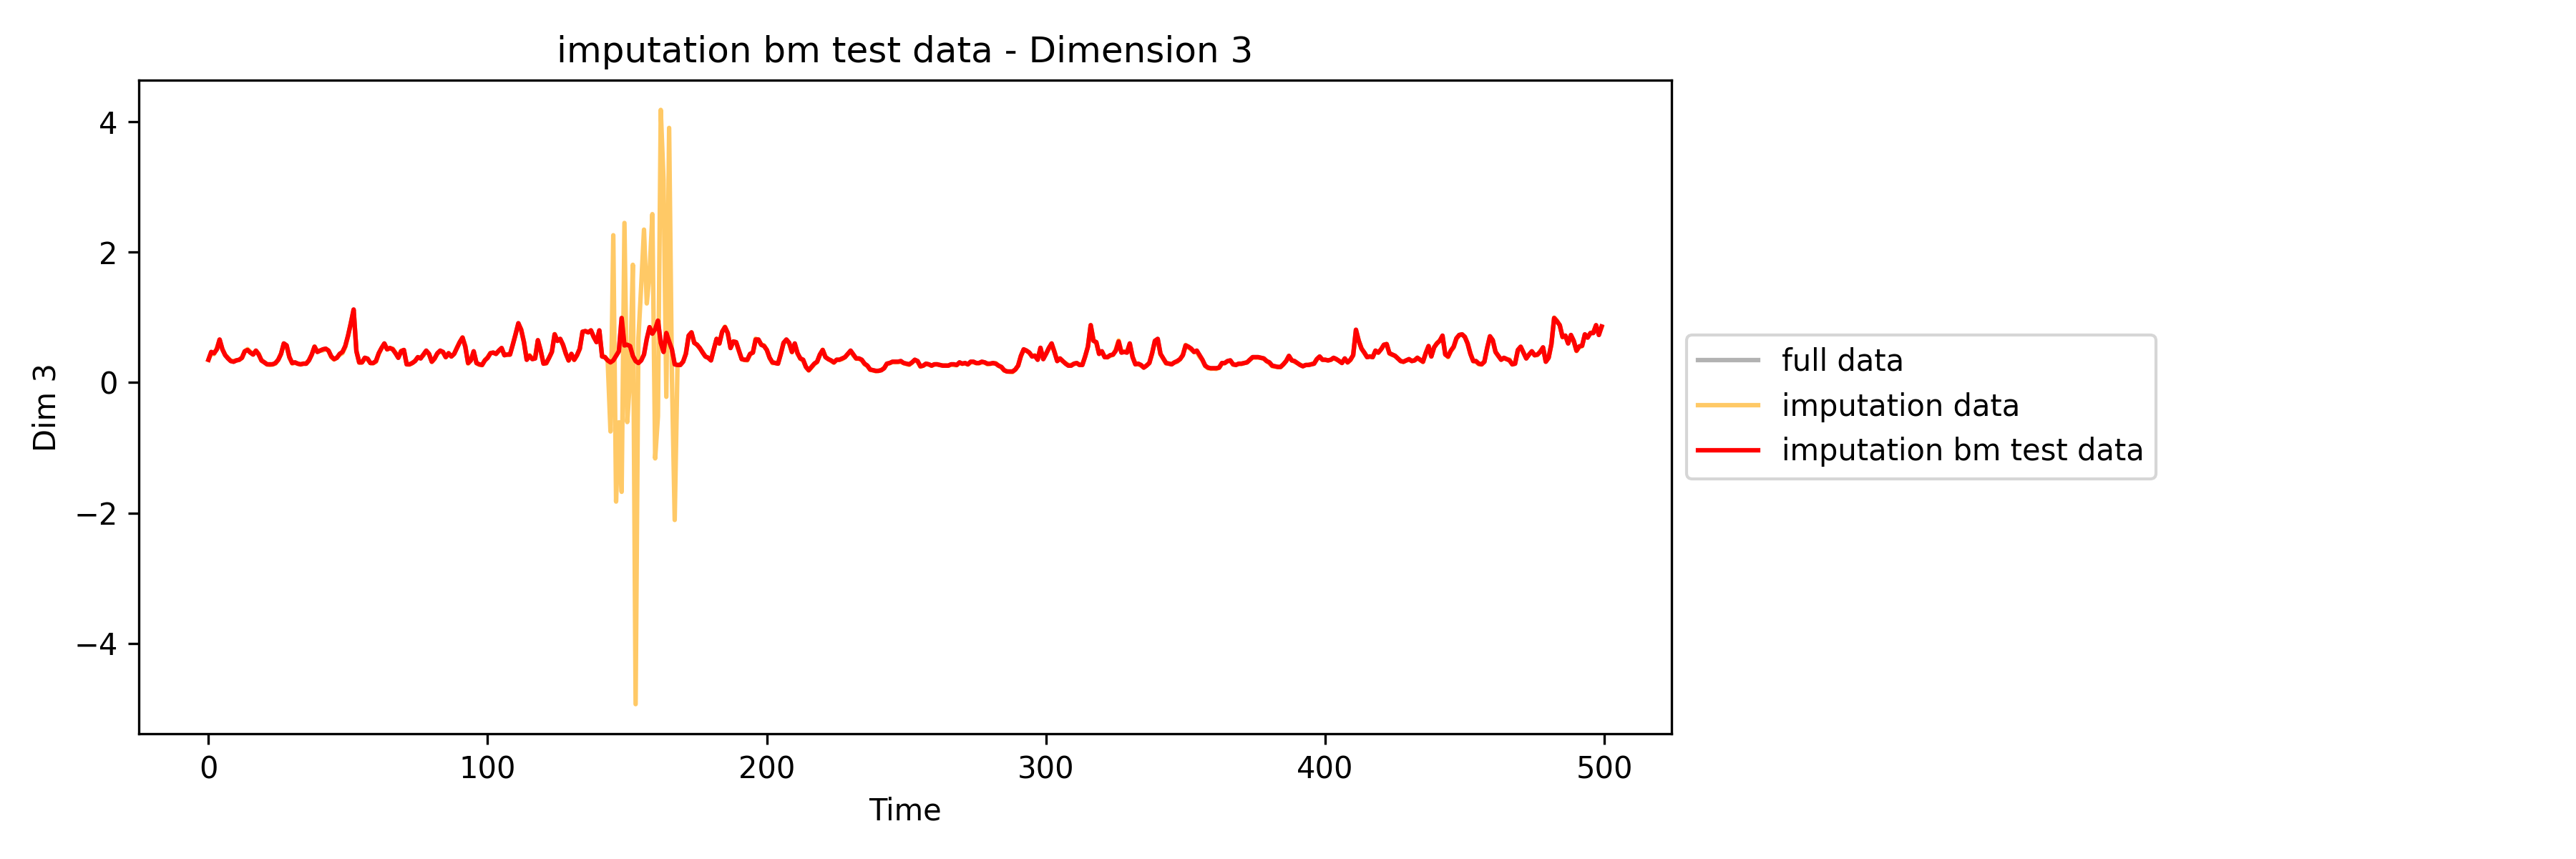 imputation bm test data - Dimension 3
4
2
0
−2
−4
Dim 3
0 100 200 300 400 500
Time
full data
imputation data
imputation bm test data